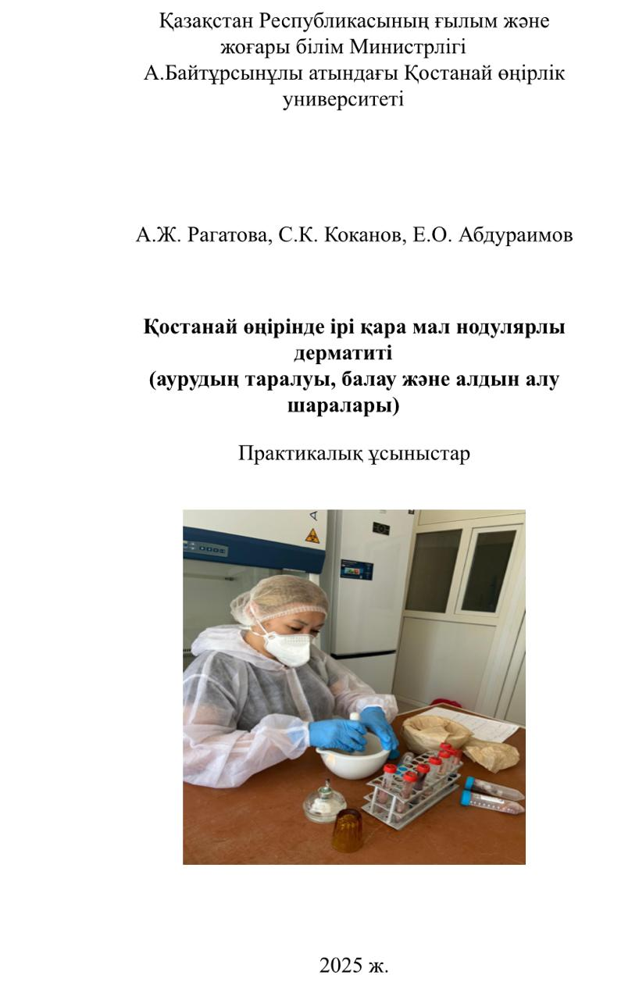 Қазақстан Республикасының ғылым және
жоғары білім Министрлігі
А.Байтұрсынұлы атындағы Қостанай өңірлік
университеті
А.Ж. Рагатова, С.К. Коканов, Е.О. Абдураимов
Қостанай өңірінде ірі қара мал нодулярлы
дерматиті
(аурудың таралуы, балау және алдын алу
шаралары)
Практикалық ұсыныстар
2025 ж.